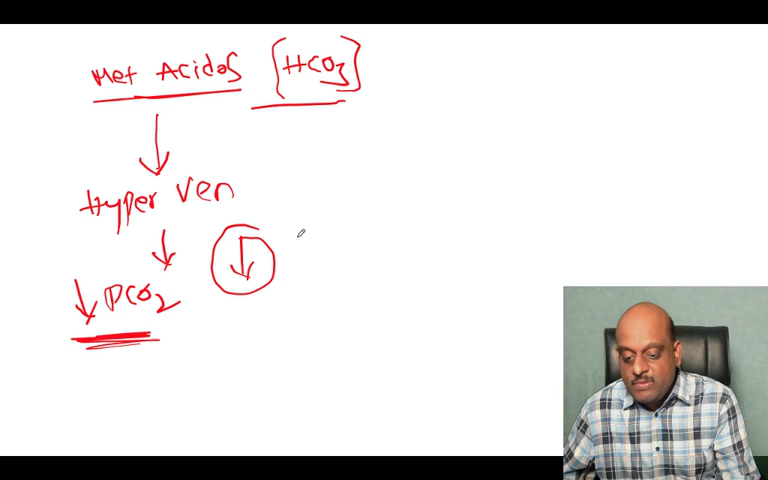 Met Acidos [HCO3]
↓
Hyper Ven
↓ ↓
↓ PCO2